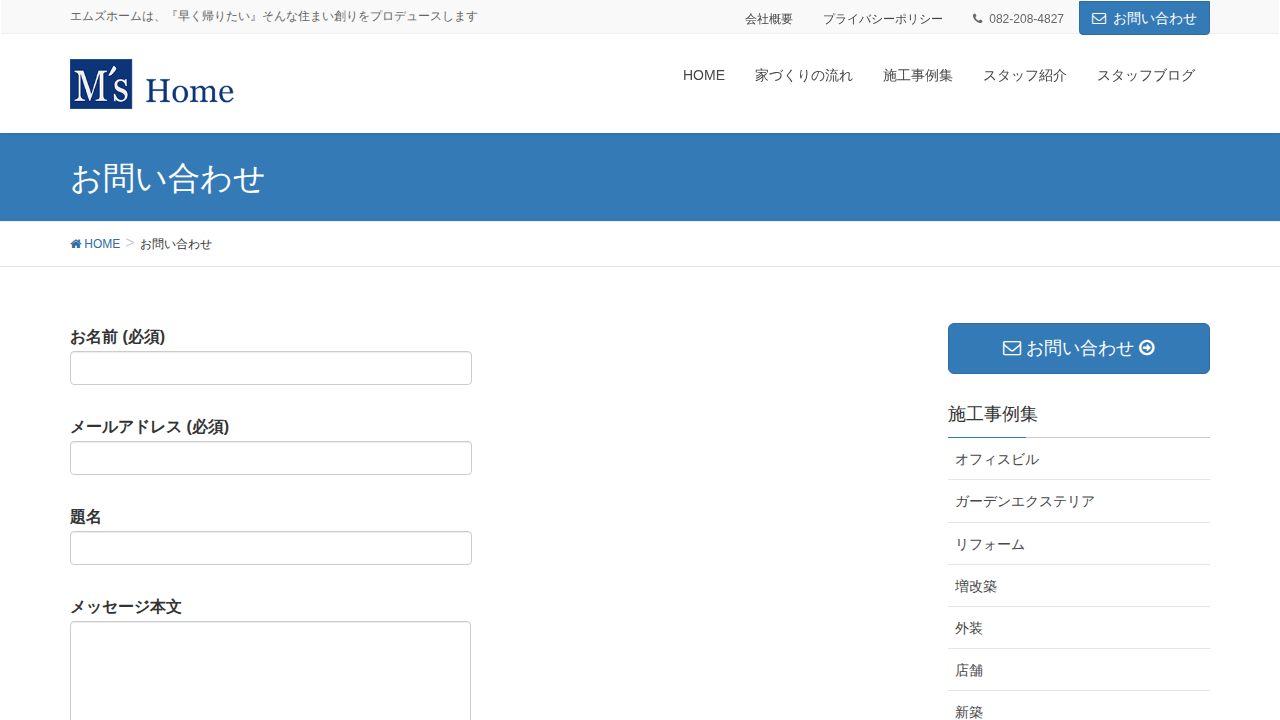 エムズホームは、『早く帰りたい』そんな住まい創りをプロデュースします
会社概要
プライバシーポリシー
082-208-4827
お問い合わせ
M's Home
HOME
家づくりの流れ
施工事例集
スタッフ紹介
スタッフブログ
お問い合わせ
HOME > お問い合わせ
お名前 (必須)
メールアドレス (必須)
題名
メッセージ本文
お問い合わせ
施工事例集
オフィスビル
ガーデンエクステリア
リフォーム
増改築
外装
店舗
新築